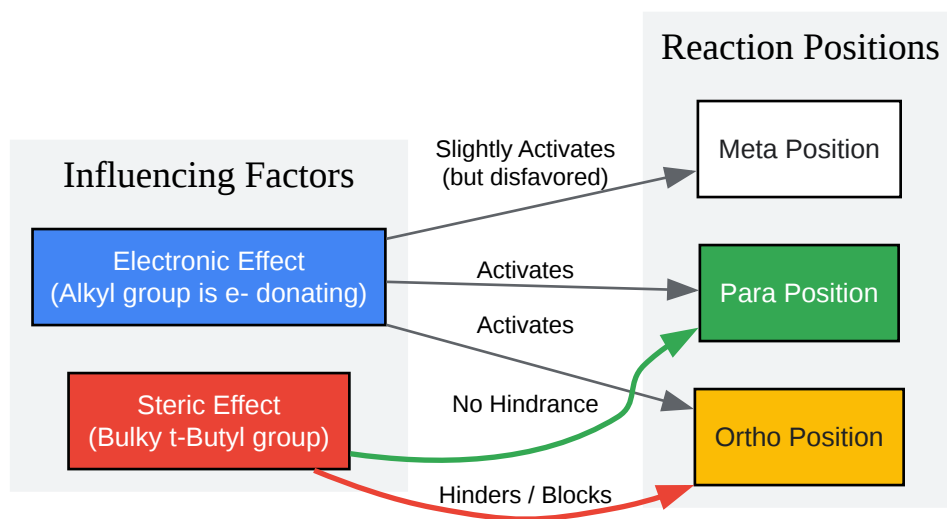 Reaction Positions
Influencing Factors
Slightly Activates
(but disfavored)
Meta Position
Electronic Effect
(Alkyl group is e- donating)
Activates
Para Position
Activates
Steric Effect
(Bulky t-Butyl group)
No Hindrance
Ortho Position
Hinders / Blocks